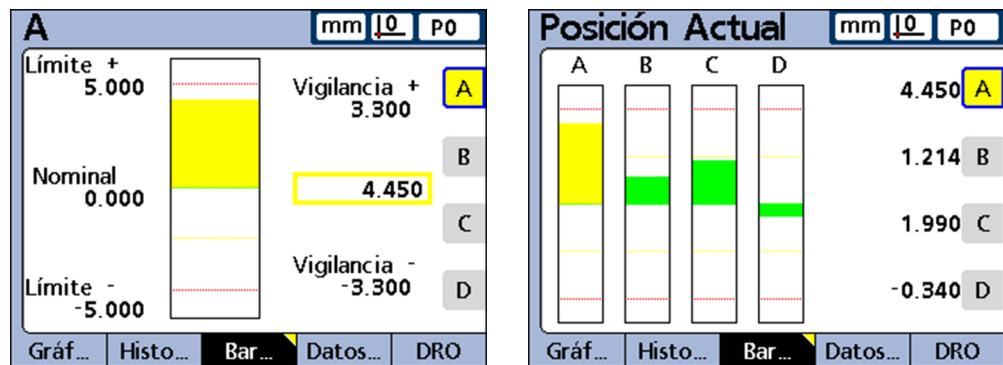 A mm 0 P0
Límite +
5.000
Vigilancia + A
3.300
Nominal B
0.000
4.450
C
Vigilancia -
Límite - -3.300 D
-5.000
Gráf... Histo... Bar... Datos... DRO
Posición Actual mm 0 P0
A B C D
4.450 A
1.214 B
1.990 C
-0.340 D
Gráf... Histo... Bar... Datos... DRO